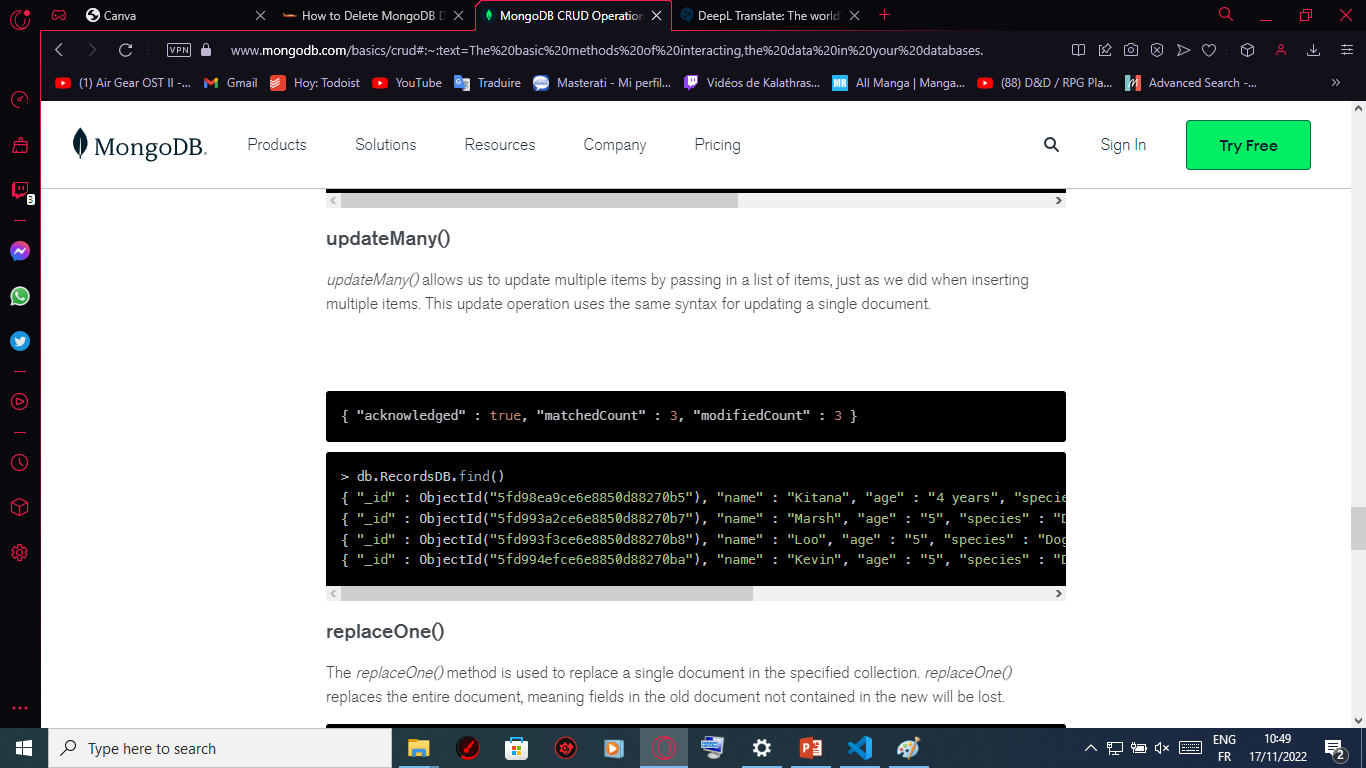 Canva
How to Delete MongoDB D
MongoDB CRUD Operation
DeepL Translate: The world'
VPN
www.mongodb.com/basics/crud#:~:text=The%20basic%20methods%20of%20interacting,the%20data%20in%20your%20databases.
(1) Air Gear OST II -...
Gmail
Hoy: Todoist
YouTube
Traduire
Masterati - Mi perfil...
Vidéos de Kalathras...
MR
All Manga | Manga...
(88) D&D / RPG Pla...
Advanced Search -...
»
MongoDB.
Products
Solutions
Resources
Company
Pricing
Sign In
Try Free
3
updateMany()
updateMany() allows us to update multiple items by passing in a list of items, just as we did when inserting
multiple items. This update operation uses the same syntax for updating a single document.
{ "acknowledged" : true, "matchedCount" : 3, "modifiedCount" : 3 }
> db.RecordsDB.find()
{ "_id" : ObjectId("5fd98ea9ce6e8850d88270b5"), "name" : "Kitana", "age" : "4 years", "specie
{ "_id" : ObjectId("5fd993a2ce6e8850d88270b7"), "name" : "Marsh", "age" : "5", "species" : "D
{ "_id" : ObjectId("5fd993f3ce6e8850d88270b8"), "name" : "Loo", "age" : "5", "species" : "Dog
{ "_id" : ObjectId("5fd994efce6e8850d88270ba"), "name" : "Kevin", "age" : "5", "species" : "D
replaceOne()
The replaceOne() method is used to replace a single document in the specified collection. replaceOne()
replaces the entire document, meaning fields in the old document not contained in the new will be lost.
Type here to search
ENG
FR
10:49
17/11/2022
2